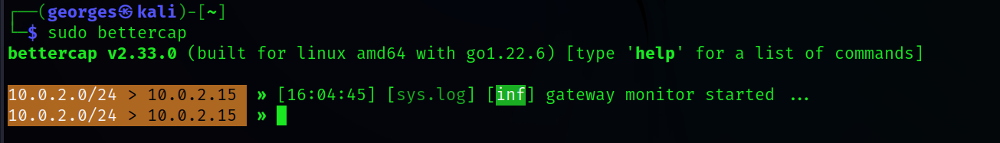 ┌──(georges㉿kali)-[~]
└─$ sudo bettercap
bettercap v2.33.0 (built for linux amd64 with go1.22.6) [type 'help' for a list of commands]
10.0.2.0/24 > 10.0.2.15 » [16:04:45] [sys.log] [inf] gateway monitor started ...
10.0.2.0/24 > 10.0.2.15 »